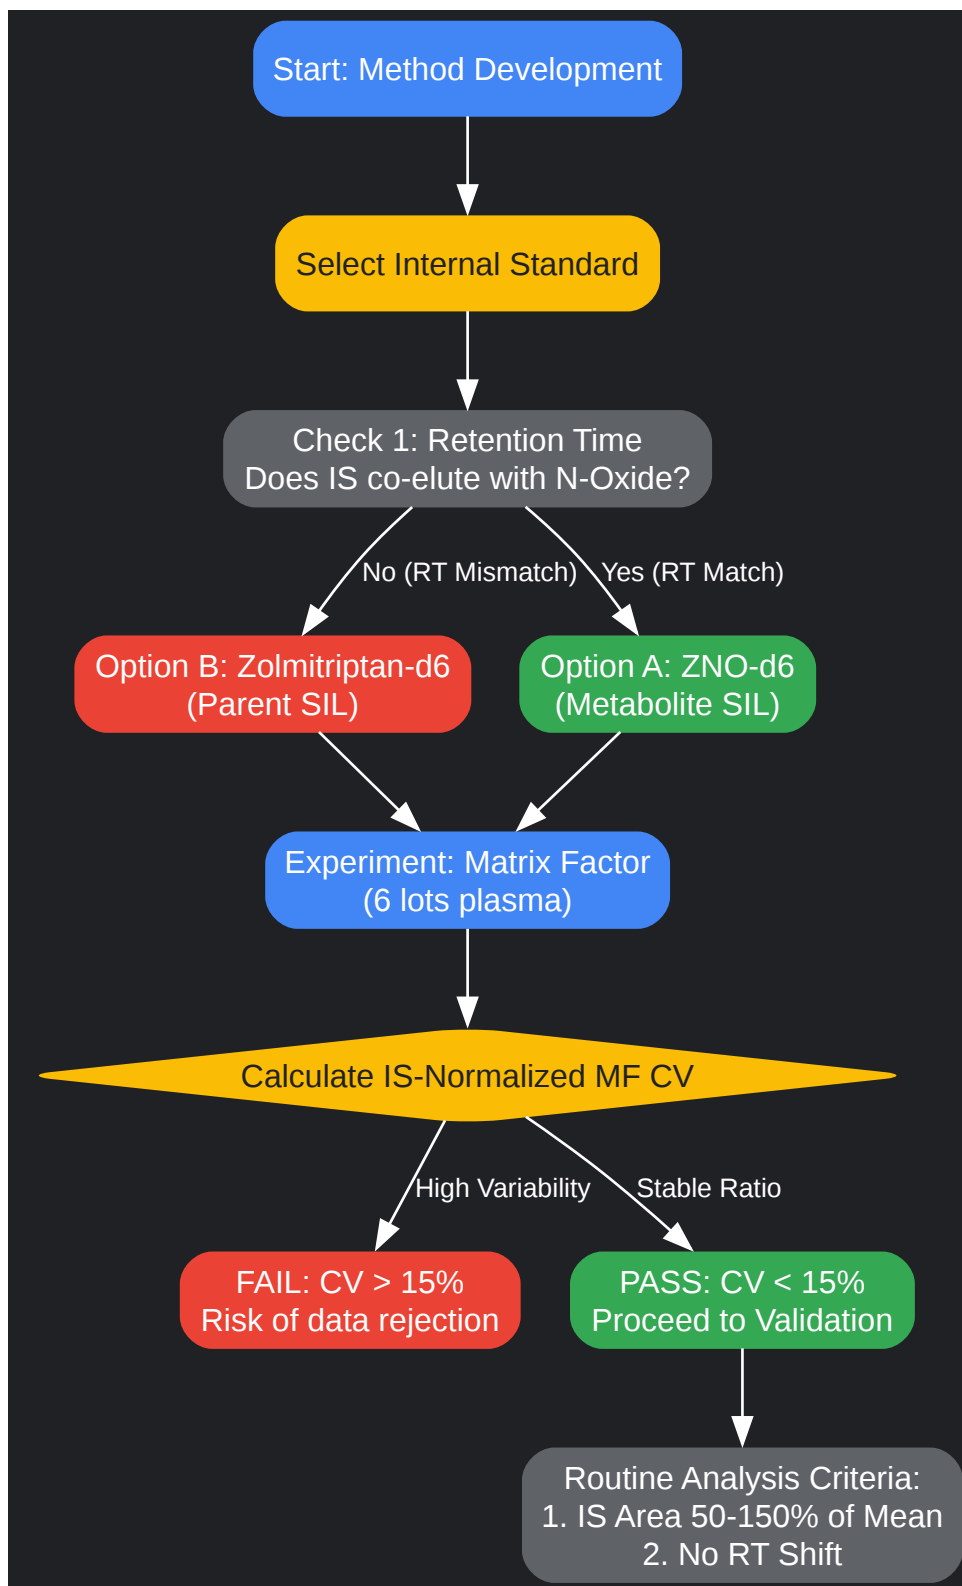 Start: Method Development
Select Internal Standard
Check 1: Retention Time
Does IS co-elute with N-Oxide?
No (RT Mismatch)
Yes (RT Match)
Option B: Zolmitriptan-d6
(Parent SIL)
Option A: ZNO-d6
(Metabolite SIL)
Experiment: Matrix Factor
(6 lots plasma)
Calculate IS-Normalized MF CV
High Variability
Stable Ratio
FAIL: CV > 15%
Risk of data rejection
PASS: CV < 15%
Proceed to Validation
Routine Analysis Criteria:
1. IS Area 50-150% of Mean
2. No RT Shift